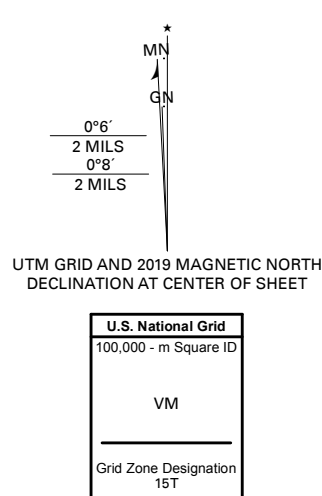 MN
GN
0°6´
2 MILS
0°8´
2 MILS
UTM GRID AND 2019 MAGNETIC NORTH
DECLINATION AT CENTER OF SHEET
U.S. National Grid
100,000 - m Square ID
VM
Grid Zone Designation
15T